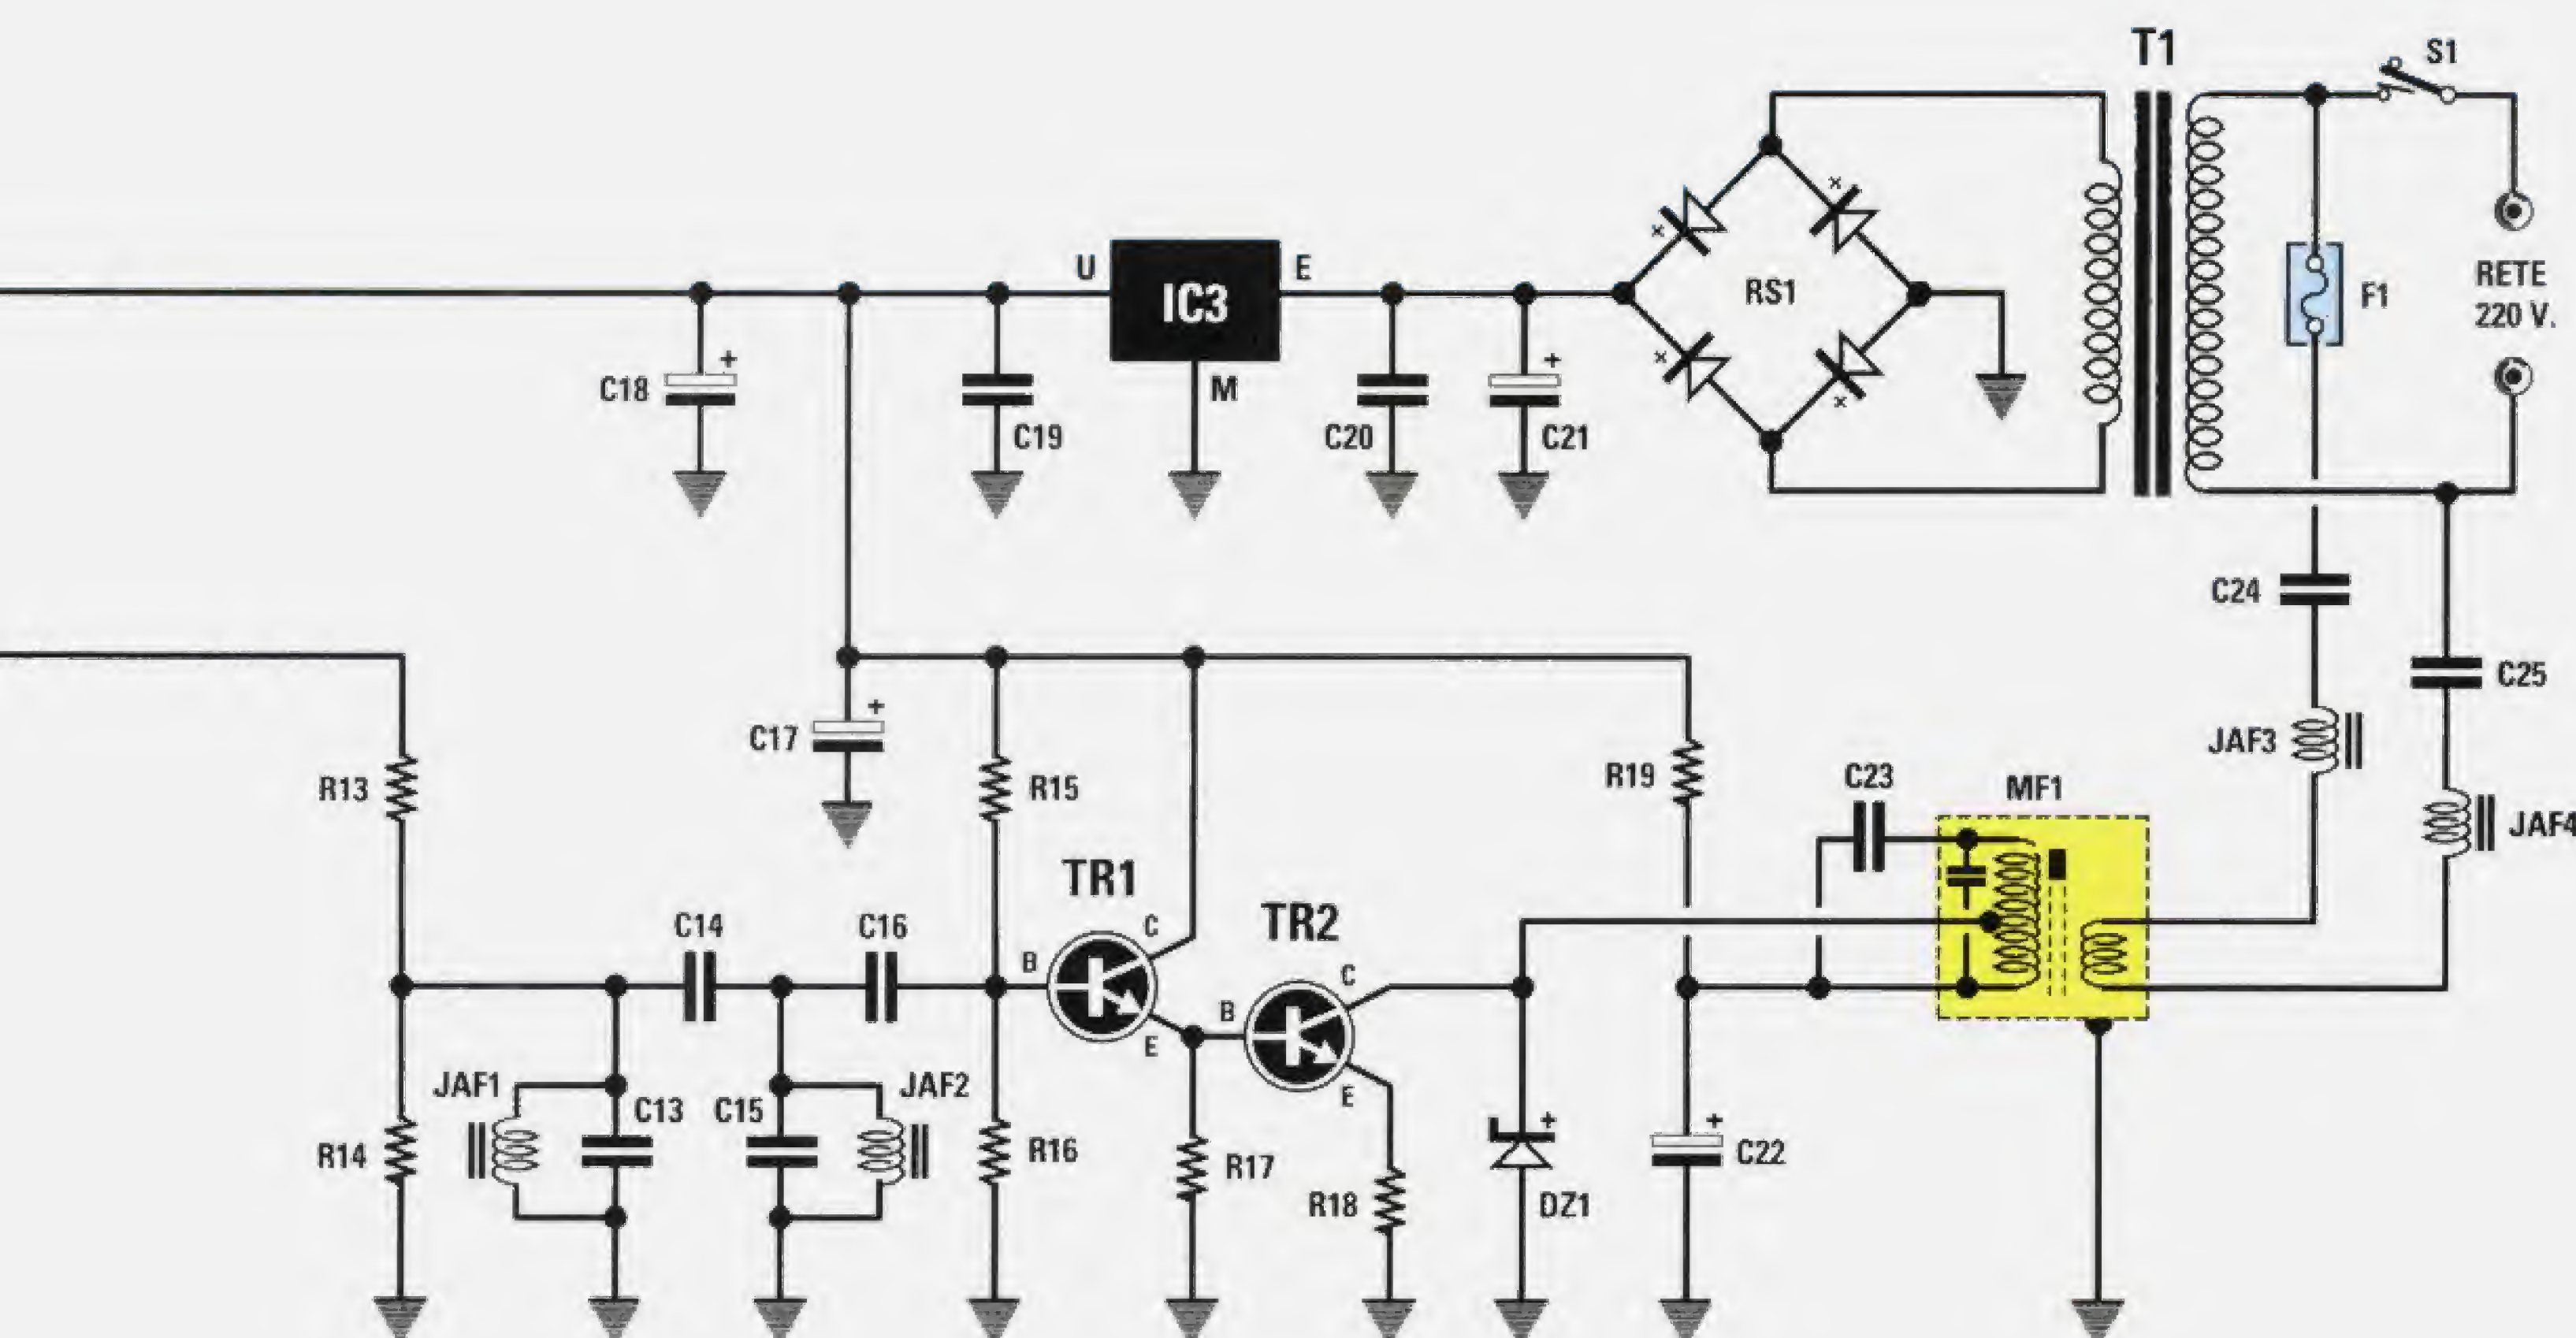 T1
S1
U
IC3
E
RS1
F1
RETE
220 V.
+
C18
M
+
C19
C20
C21
C24
C25
+
C17
R13
R15
R19
C23
MF1
JAF3
JAF4
TR1
C14
C16
B
C
TR2
E
B
C
E
JAF1
C13
C15
JAF2
+
+
R14
R16
R17
R18
DZ1
C22